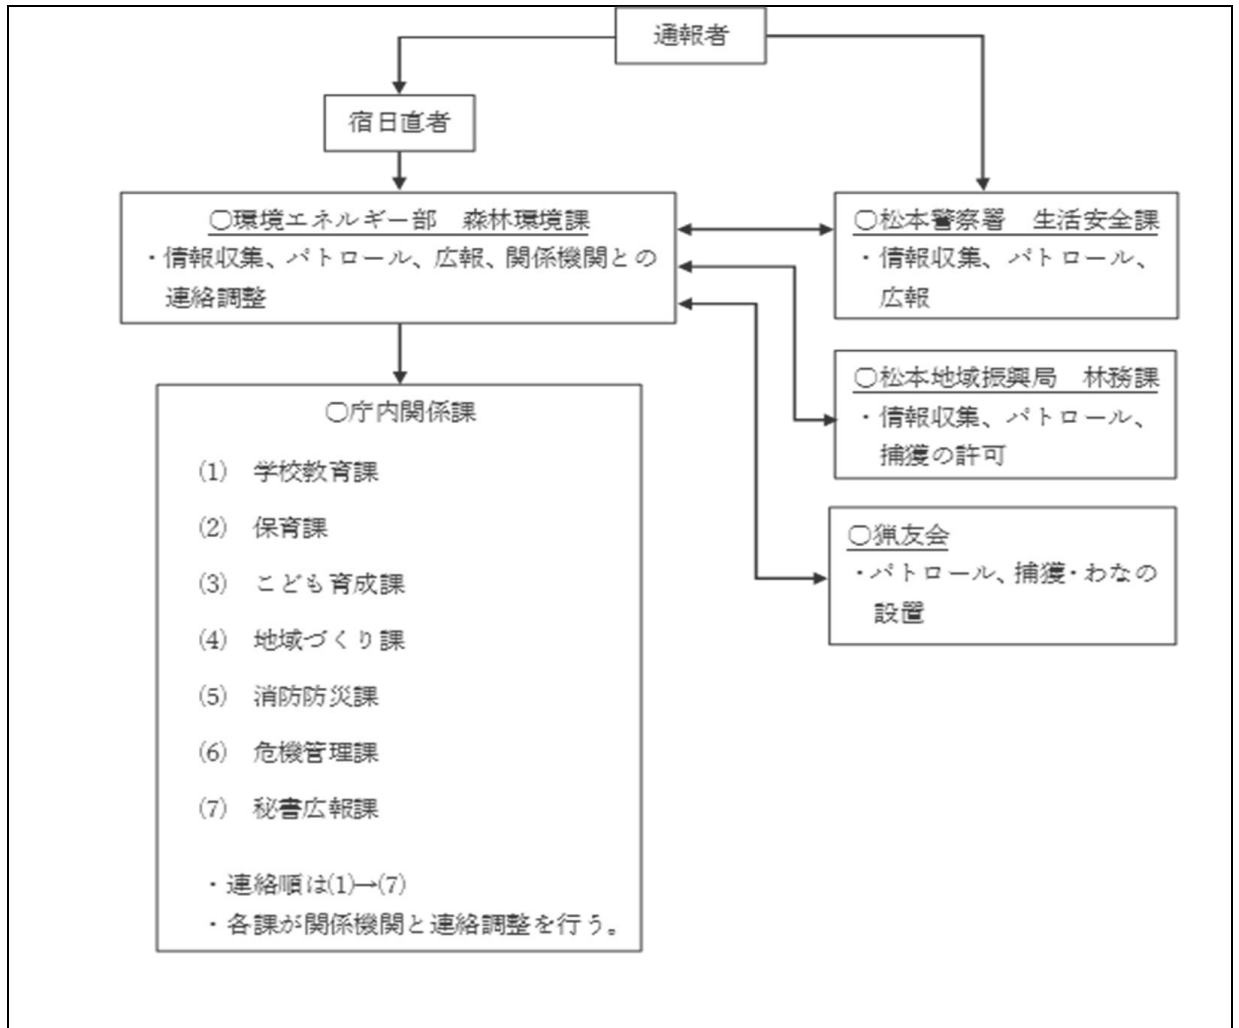 通報者
宿日直者
○環境エネルギー部　森林環境課
・情報収集、パトロール、広報、関係機関との
連絡調整
○松本警察署　生活安全課
・情報収集、パトロール、
広報
○松本地域振興局　林務課
・情報収集、パトロール、
捕獲の許可
○猟友会
・パトロール、捕獲・わなの
設置
○庁内関係課
(1)　学校教育課
(2)　保育課
(3)　こども育成課
(4)　地域づくり課
(5)　消防防災課
(6)　危機管理課
(7)　秘書広報課
・連絡順は(1)→(7)
・各課が関係機関と連絡調整を行う。